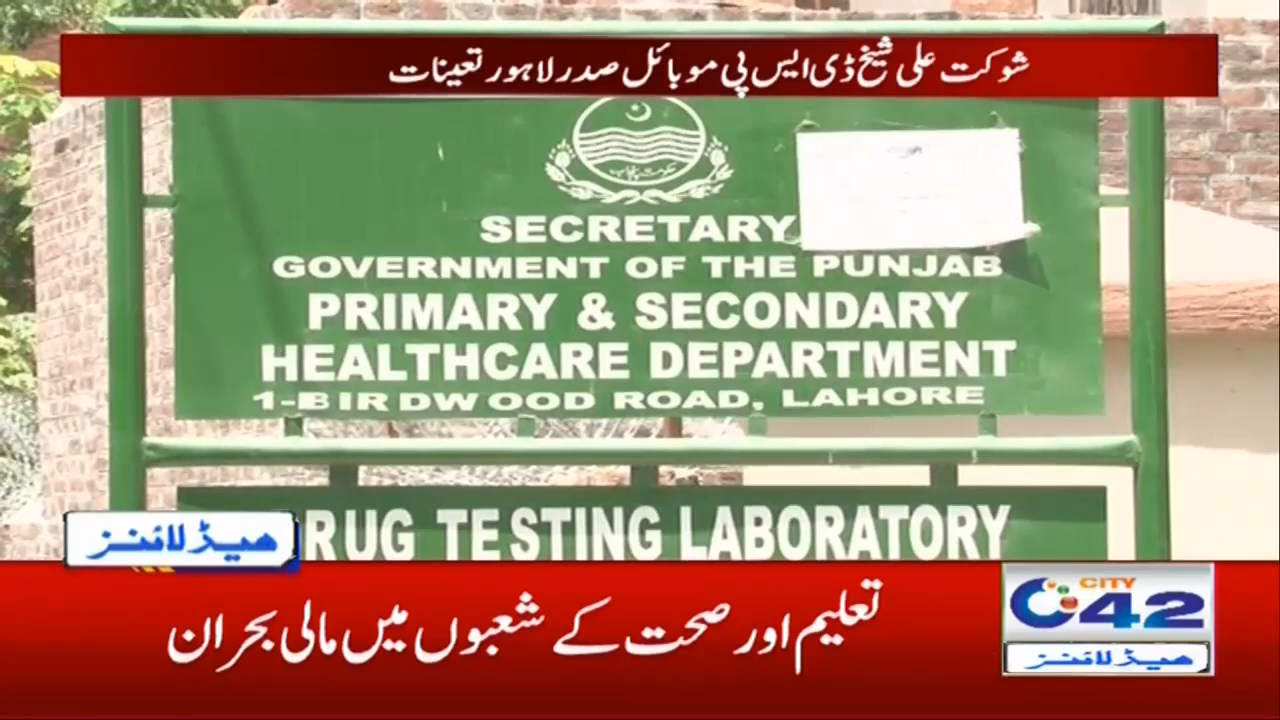 شوکت علی شیخ ڈی ایس پی موبائل صدر لاہور تعینات
حکومت پنجاب
SECRETARY
GOVERNMENT OF THE PUNJAB
PRIMARY & SECONDARY
HEALTHCARE DEPARTMENT
1-BIRDWOOD ROAD, LAHORE
RUG TESTING LABORATORY
ہیڈلائنز
تعلیم اور صحت کے شعبوں میں مالی بحران
CITY
42
ہیڈلائنز